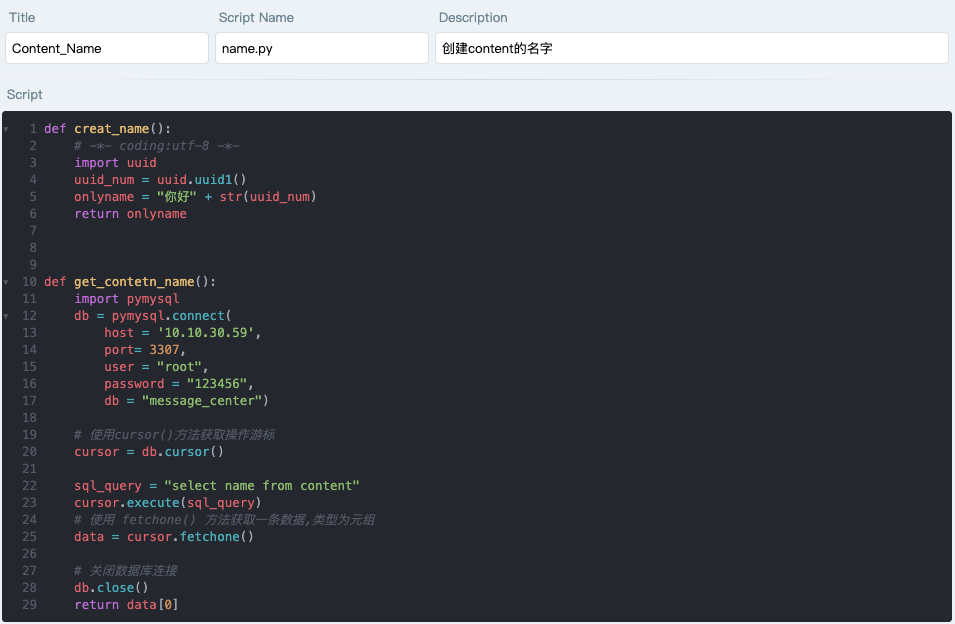 Title Script Name Description
Content_Name name.py 创建content的名字
Script
1 def creat_name():
2     # -*- coding:utf-8 -*-
3     import uuid
4     uuid_num = uuid.uuid1()
5     onlyname = "你好" + str(uuid_num)
6     return onlyname
7
8
9
10 def get_contetn_name():
11     import pymysql
12     db = pymysql.connect(
13         host = '10.10.30.59',
14         port= 3307,
15         user = "root",
16         password = "123456",
17         db = "message_center")
18
19     # 使用cursor()方法获取操作游标
20     cursor = db.cursor()
21
22     sql_query = "select name from content"
23     cursor.execute(sql_query)
24     # 使用 fetchone() 方法获取一条数据,类型为元组
25     data = cursor.fetchone()
26
27     # 关闭数据库连接
28     db.close()
29     return data[0]